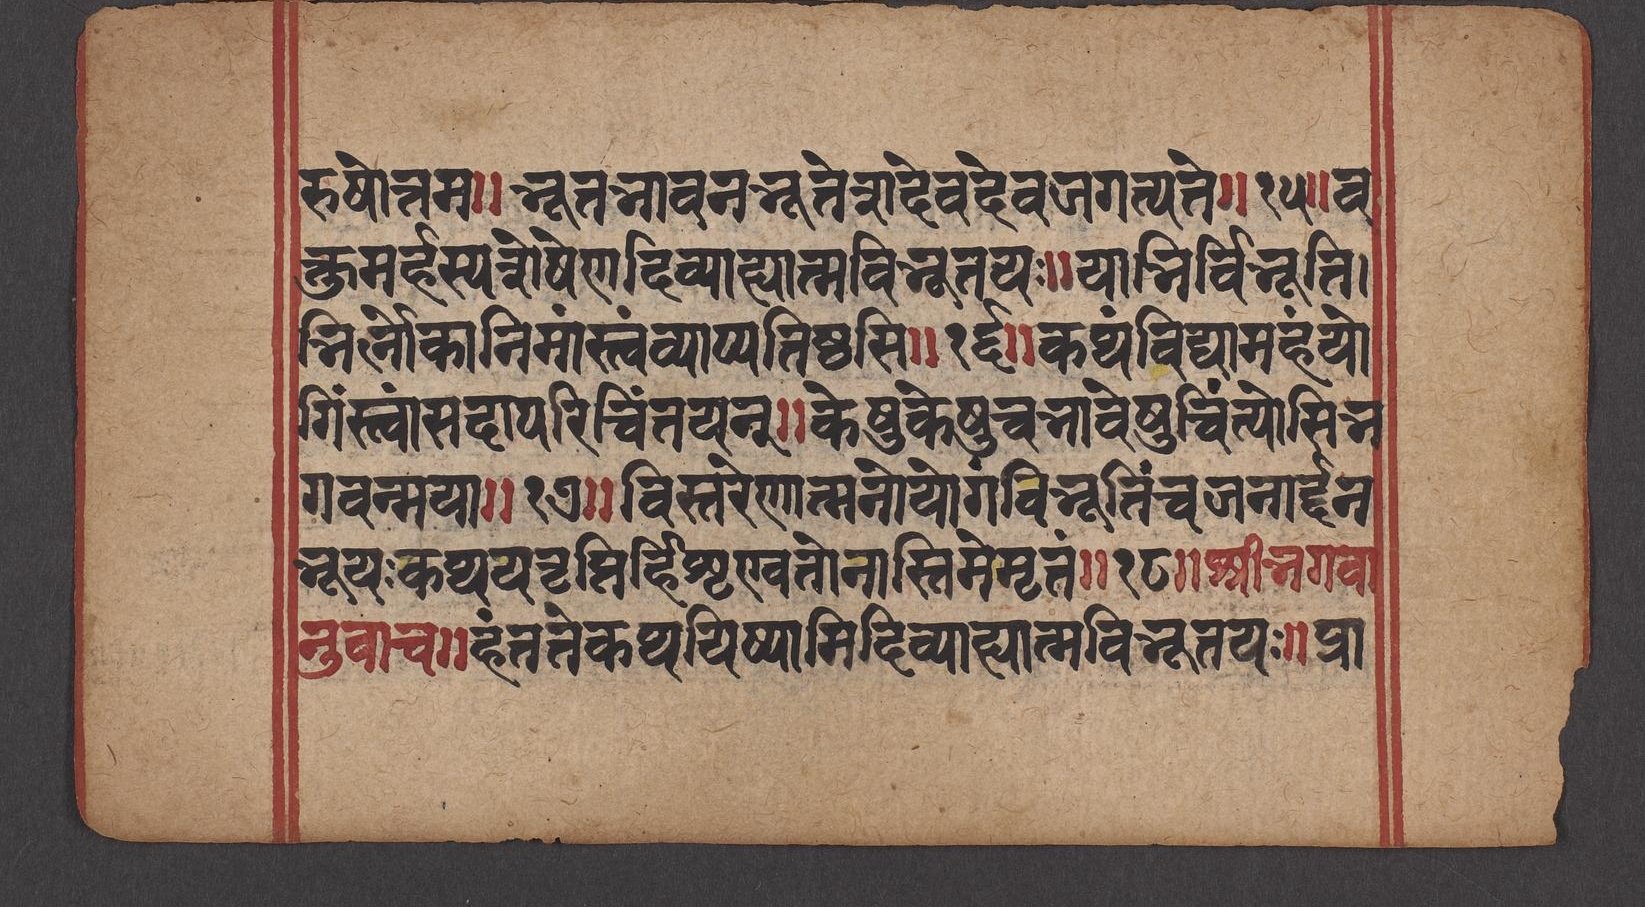 रुषोत्तम॥ भूतभावनभूतेशदेवदेवजगत्पते॥ १५॥ व
क्तुमर्हस्यशेषेणदिव्याह्यात्मविभूतयः॥ याभिर्विभूति।
भिर्लोकानिमांस्त्वंव्याप्यतिष्ठसि॥ १६॥ कथंविद्यामहंयो
गिंस्त्वांसदापरिचिंतयन्॥ केषुकेषुचभावेषुचिंत्योसिभ
गवन्मया॥ १७॥ विस्तरेणात्मनोयोगंविभूतिंचजनार्द्दन
भूयःकथयतृप्तिर्हिशृण्वतोनास्तिमेमृतं॥ १८॥ श्रीभगवा
नुवाच॥ हंततेकथयिष्यामिदिव्याह्यात्मविभूतयः॥ प्रा